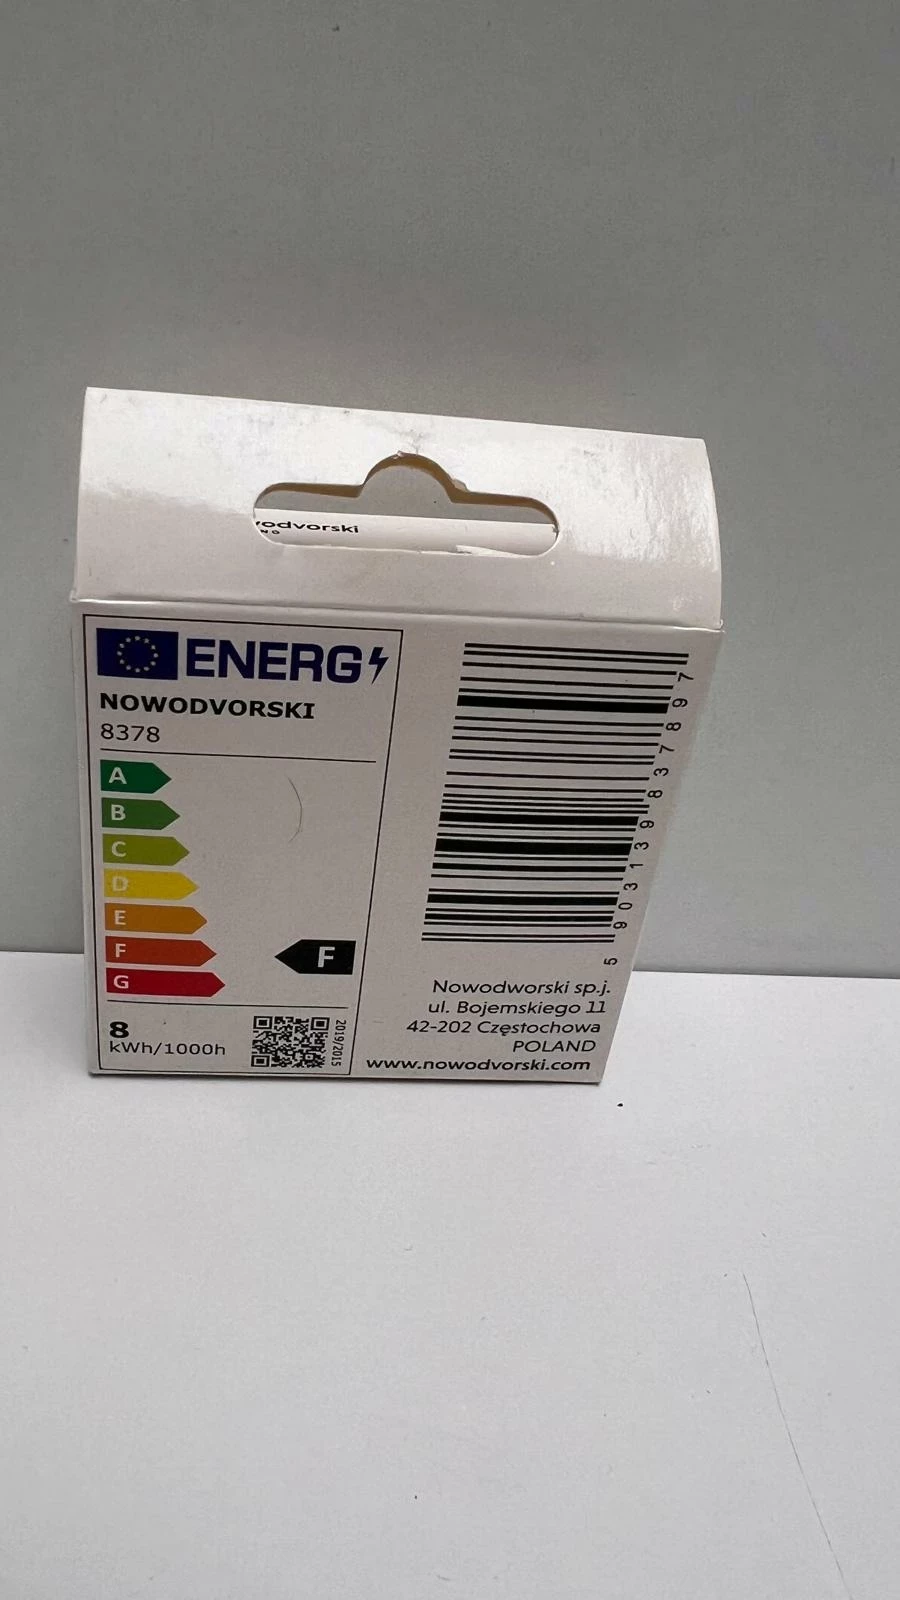 vodvorski
ENERG
NOWODVORSKI
8378
A
B
C
D
E
F
G
F
8
kWh/1000h
2019/2015
5 903139 837897
Nowodworski sp.j.
ul. Bojemskiego 11
42-202 Częstochowa
POLAND
www.nowodvorski.com